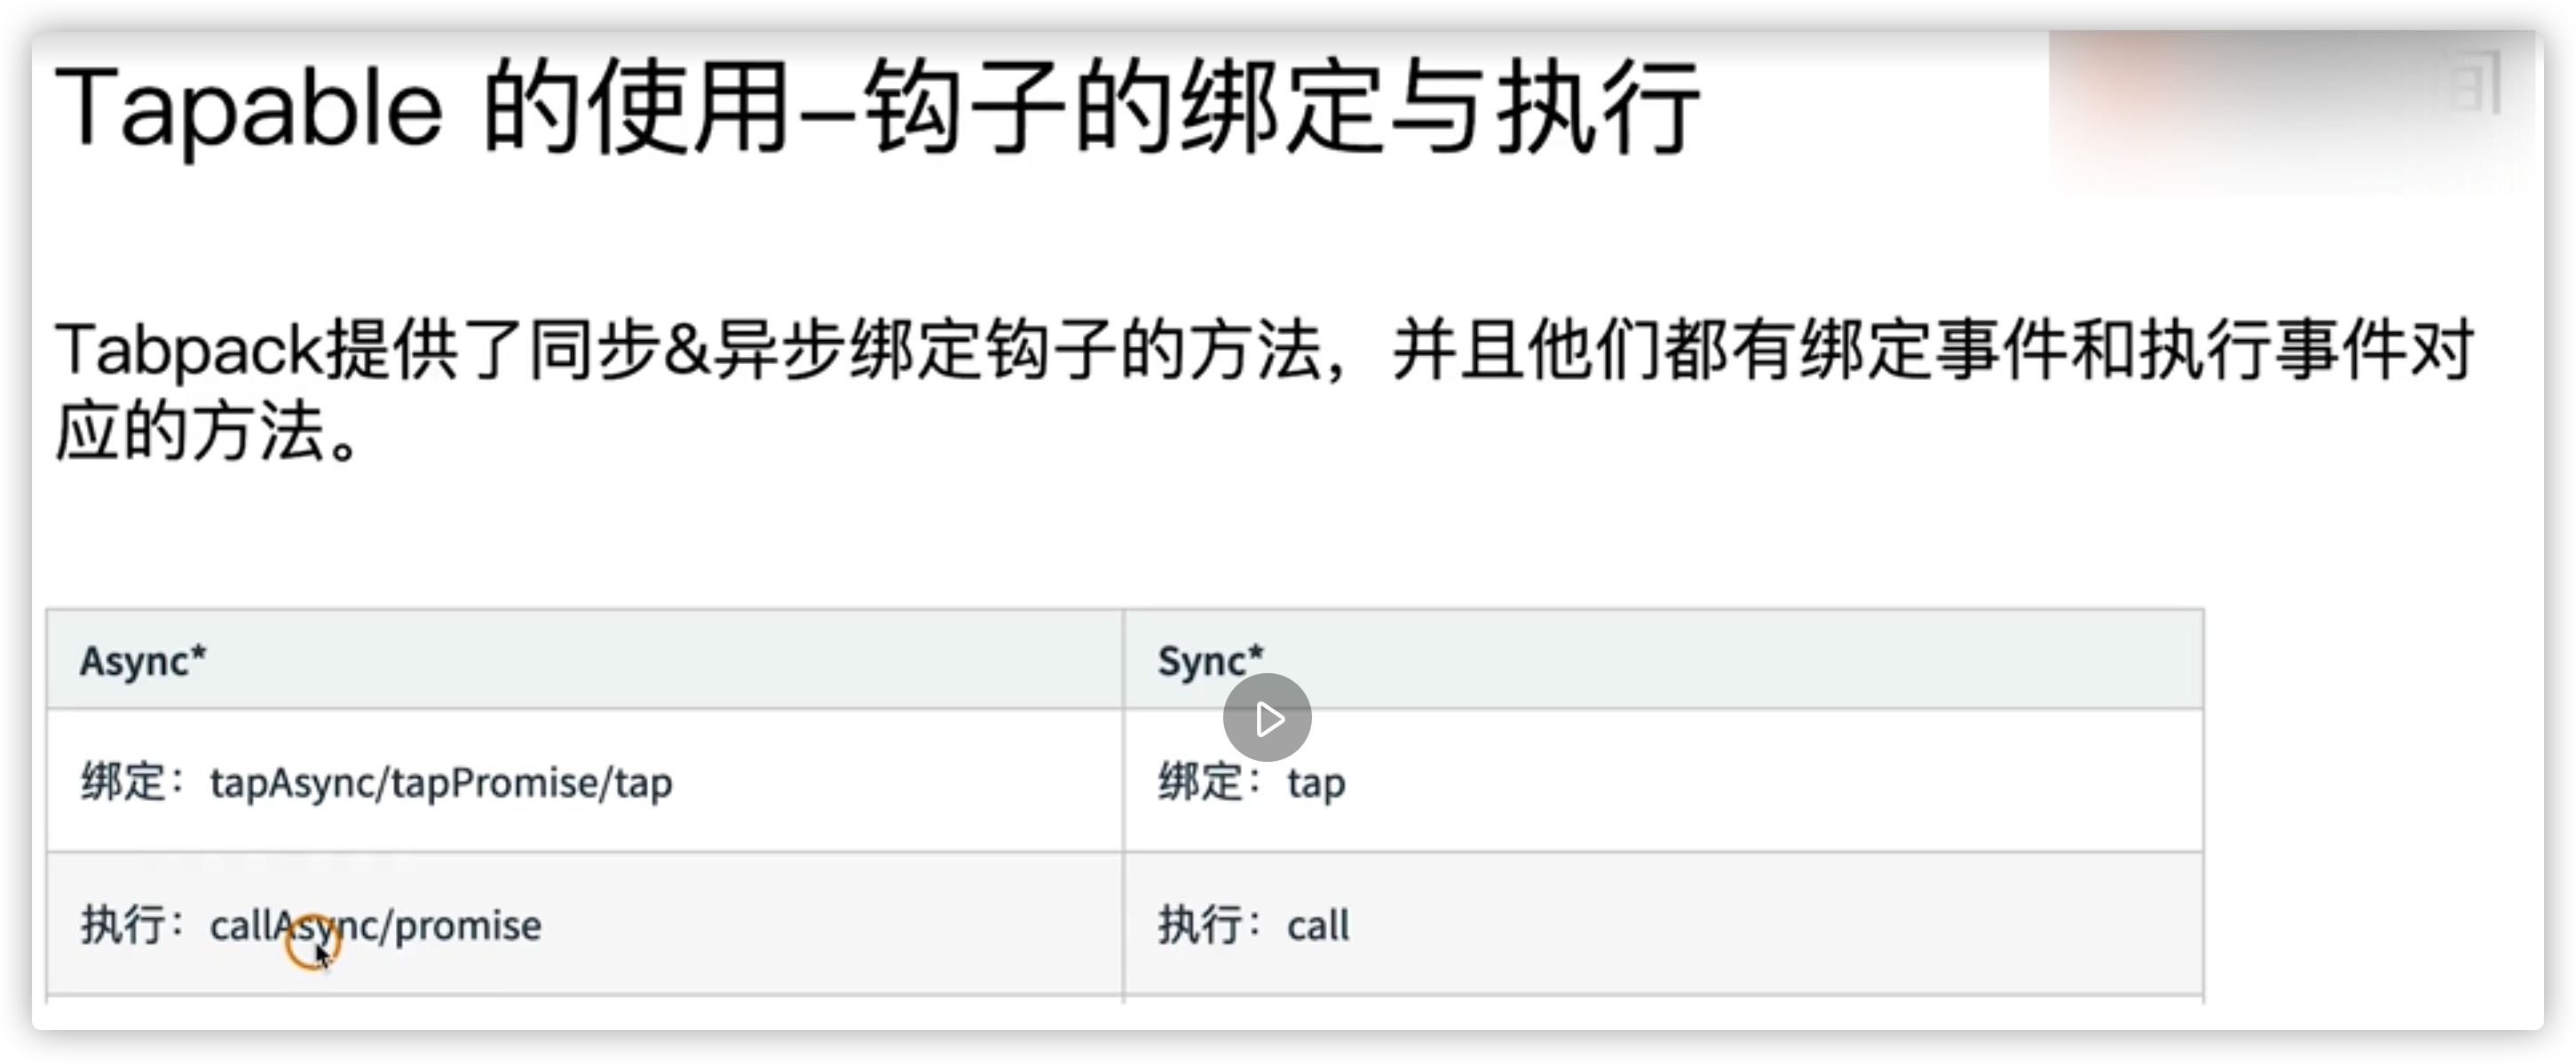 Tapable 的使用–钩子的绑定与执行
Tabpack提供了同步&异步绑定钩子的方法，并且他们都有绑定事件和执行事件对
应的方法。
Async* Sync*
绑定：tapAsync/tapPromise/tap 绑定：tap
执行：callAsync/promise 执行：call